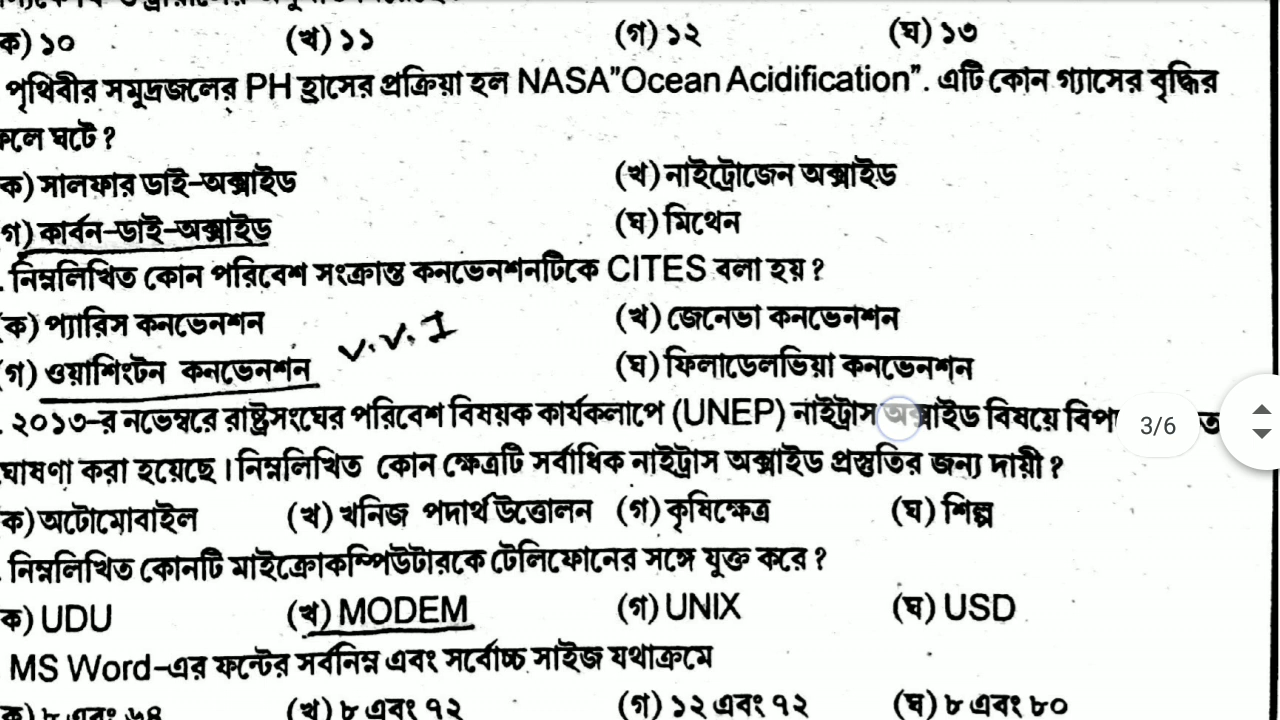 ক) ১০ (খ) ১১ (গ) ১২ (ঘ) ১৩
পৃথিবীর সমুদ্রজলের PH হ্রাসের প্রক্রিয়া হল NASA"Ocean Acidification". এটি কোন গ্যাসের বৃদ্ধির
ফলে ঘটে ?
ক) সালফার ডাই-অক্সাইড (খ) নাইট্রোজেন অক্সাইড
গ) কার্বন-ডাই-অক্সাইড (ঘ) মিথেন
. নিম্নলিখিত কোন পরিবেশ সংক্রান্ত কনভেনশনটিকে CITES বলা হয় ?
(ক) প্যারিস কনভেনশন (খ) জেনেভা কনভেনশন
v.v.I
(গ) ওয়াশিংটন কনভেনশন (ঘ) ফিলাডেলভিয়া কনভেনশন
. ২০১৩-র নভেম্বরে রাষ্ট্রসংঘের পরিবেশ বিষয়ক কার্যকলাপে (UNEP) নাইট্রাস অক্সাইড বিষয়ে
3/6
ঘোষণা করা হয়েছে। নিম্নলিখিত কোন ক্ষেত্রটি সর্বাধিক নাইট্রাস অক্সাইড প্রস্তুতির জন্য দায়ী ?
ক) অটোমোবাইল (খ) খনিজ পদার্থ উত্তোলন (গ) কৃষিক্ষেত্র (ঘ) শিল্প
. নিম্নলিখিত কোনটি মাইক্রোকম্পিউটারকে টেলিফোনের সঙ্গে যুক্ত করে ?
ক) UDU (খ) MODEM (গ) UNIX (ঘ) USD
MS Word-এর ফন্টের সর্বনিম্ন এবং সর্বোচ্চ সাইজ যথাক্রমে
ক) ৮ এবং ৬৪ (খ) ৮ এবং ৭২ (গ) ১২ এবং ৭২ (ঘ) ৮ এবং ৮০